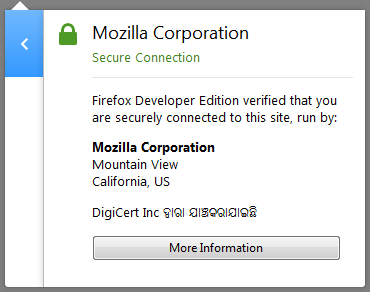 Mozilla Corporation
Secure Connection
Firefox Developer Edition verified that you
are securely connected to this site, run by:
Mozilla Corporation
Mountain View
California, US
DigiCert Inc ଦ୍ୱାରା ଯାଞ୍ଚକରାଯାଇଛି
More Information